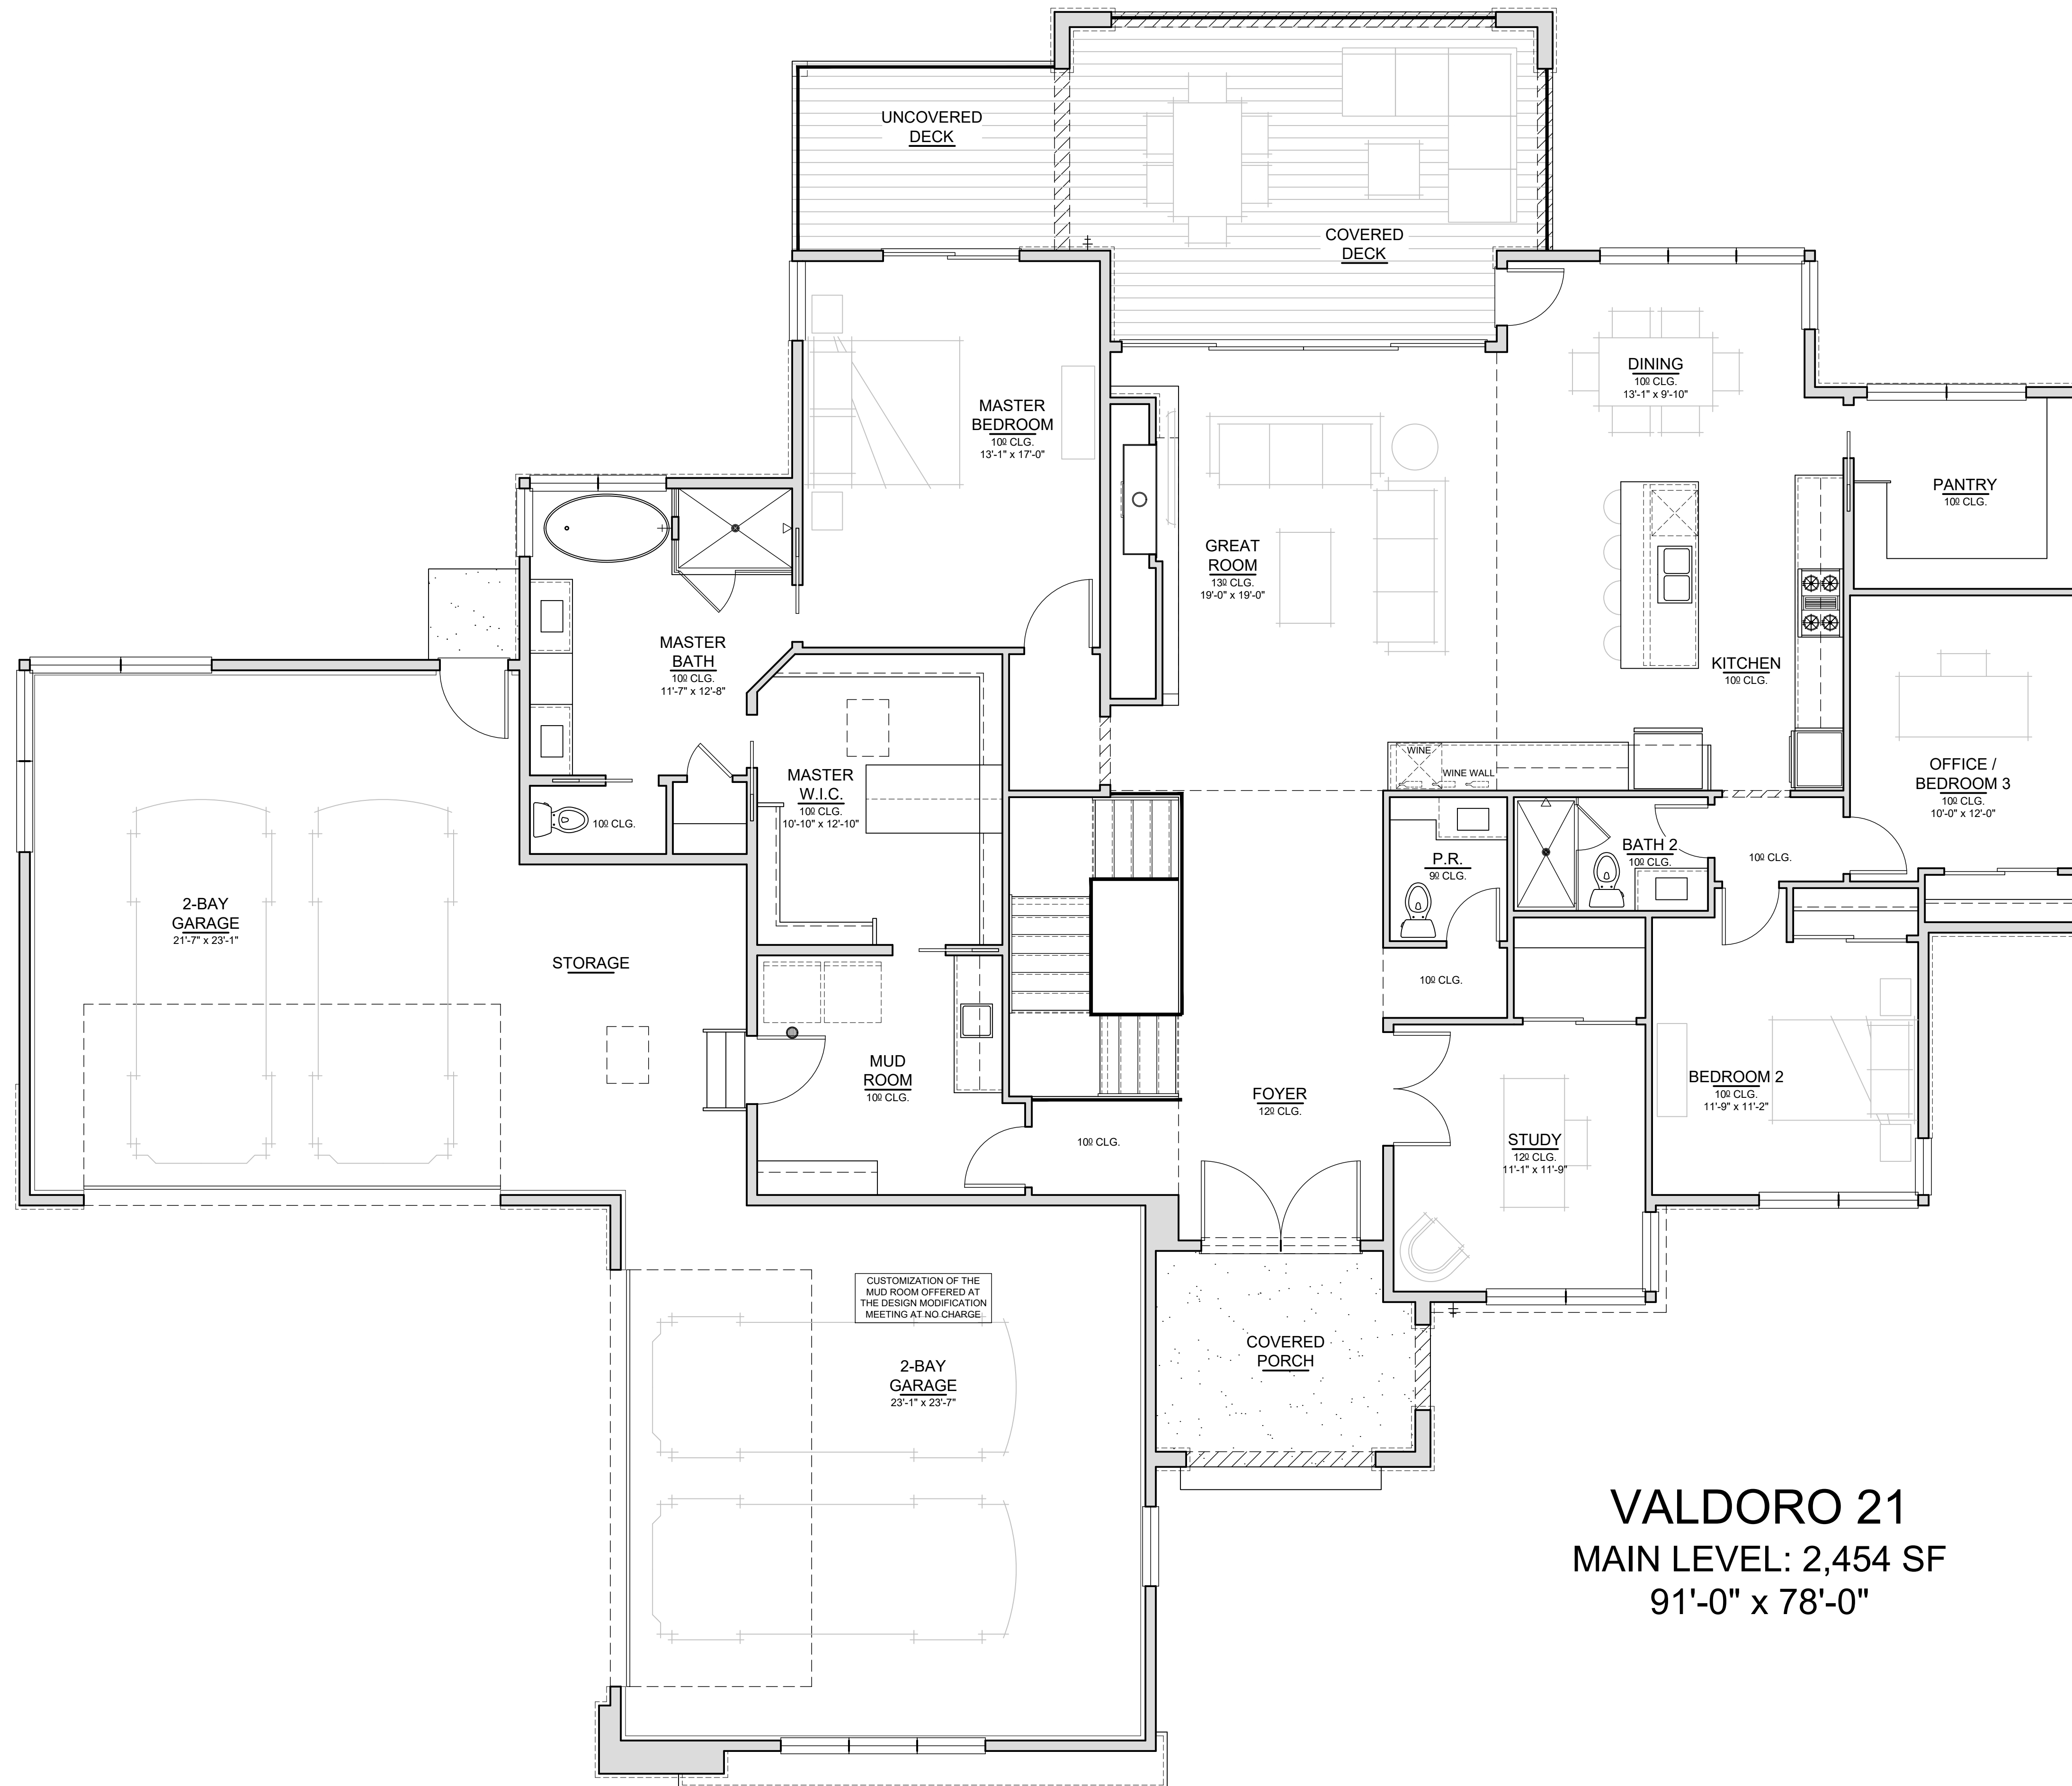 UNCOVERED
DECK
COVERED
DECK
DINING
10º CLG.
13'-1" x 9'-10"
MASTER
BEDROOM
10º CLG.
13'-1" x 17'-0"
PANTRY
10º CLG.
GREAT
ROOM
13º CLG.
19'-0" x 19'-0"
MASTER
BATH
10º CLG.
11'-7" x 12'-8"
KITCHEN
10º CLG.
WINE
WINE WALL
OFFICE /
BEDROOM 3
10º CLG.
10'-0" x 12'-0"
MASTER
W.I.C.
10º CLG.
10'-10" x 12'-10"
10º CLG.
P.R.
9º CLG.
BATH 2
10º CLG.
10º CLG.
2-BAY
GARAGE
21'-7" x 23'-1"
STORAGE
10º CLG.
MUD
ROOM
10º CLG.
FOYER
12º CLG.
BEDROOM 2
10º CLG.
11'-9" x 11'-2"
10º CLG.
STUDY
12º CLG.
11'-1" x 11'-9"
CUSTOMIZATION OF THE
MUD ROOM OFFERED AT
THE DESIGN MODIFICATION
MEETING AT NO CHARGE
COVERED
PORCH
2-BAY
GARAGE
23'-1" x 23'-7"
VALDORO 21
MAIN LEVEL: 2,454 SF
91'-0" x 78'-0"